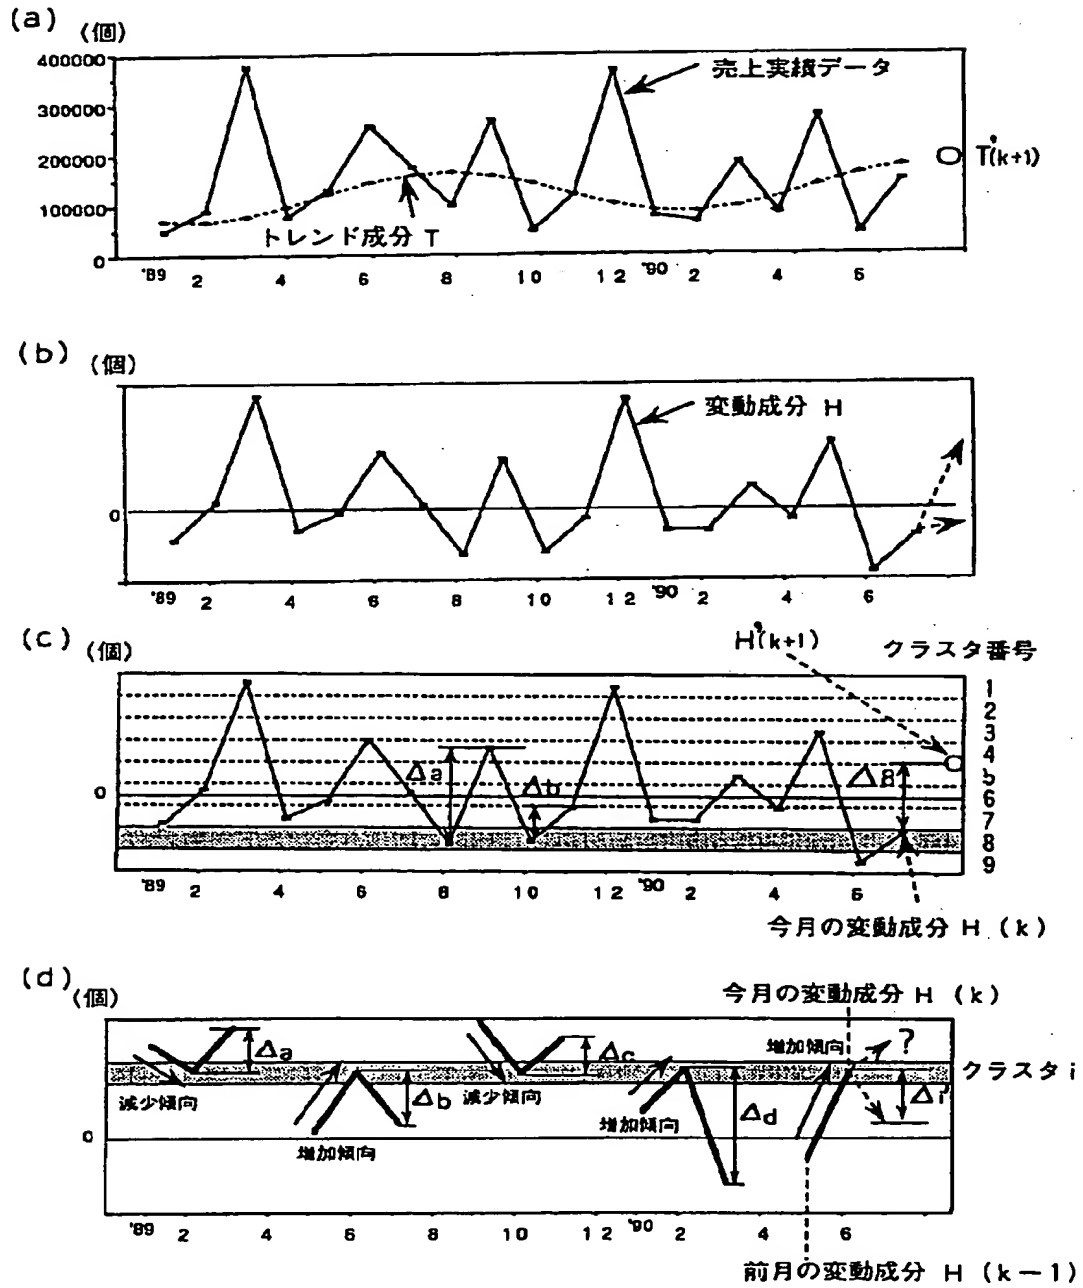 (a)
(個)
400000
300000
200000
100000
0
売上実績データ
T'(k+1)
トレンド成分 T
'89 2 4 6 8 10 12 '90 2 4 6
(b)
(個)
変動成分 H
0
'89 2 4 6 8 10 12 '90 2 4 6
(c)
(個)
H'(k+1)
クラスタ番号
1
2
3
4
5
6
7
8
9
Δa
Δb
Δ8
0
'89 2 4 6 8 10 12 '90 2 4 6
今月の変動成分 H (k)
(d)
(個)
今月の変動成分 H (k)
Δa
Δc
増加傾向
?
クラスタ i
減少傾向
Δb
減少傾向
Δd
Δi'
増加傾向
増加傾向
0
'89 2 4 6 8 10 12 '90 2 4 6
前月の変動成分 H (k-1)